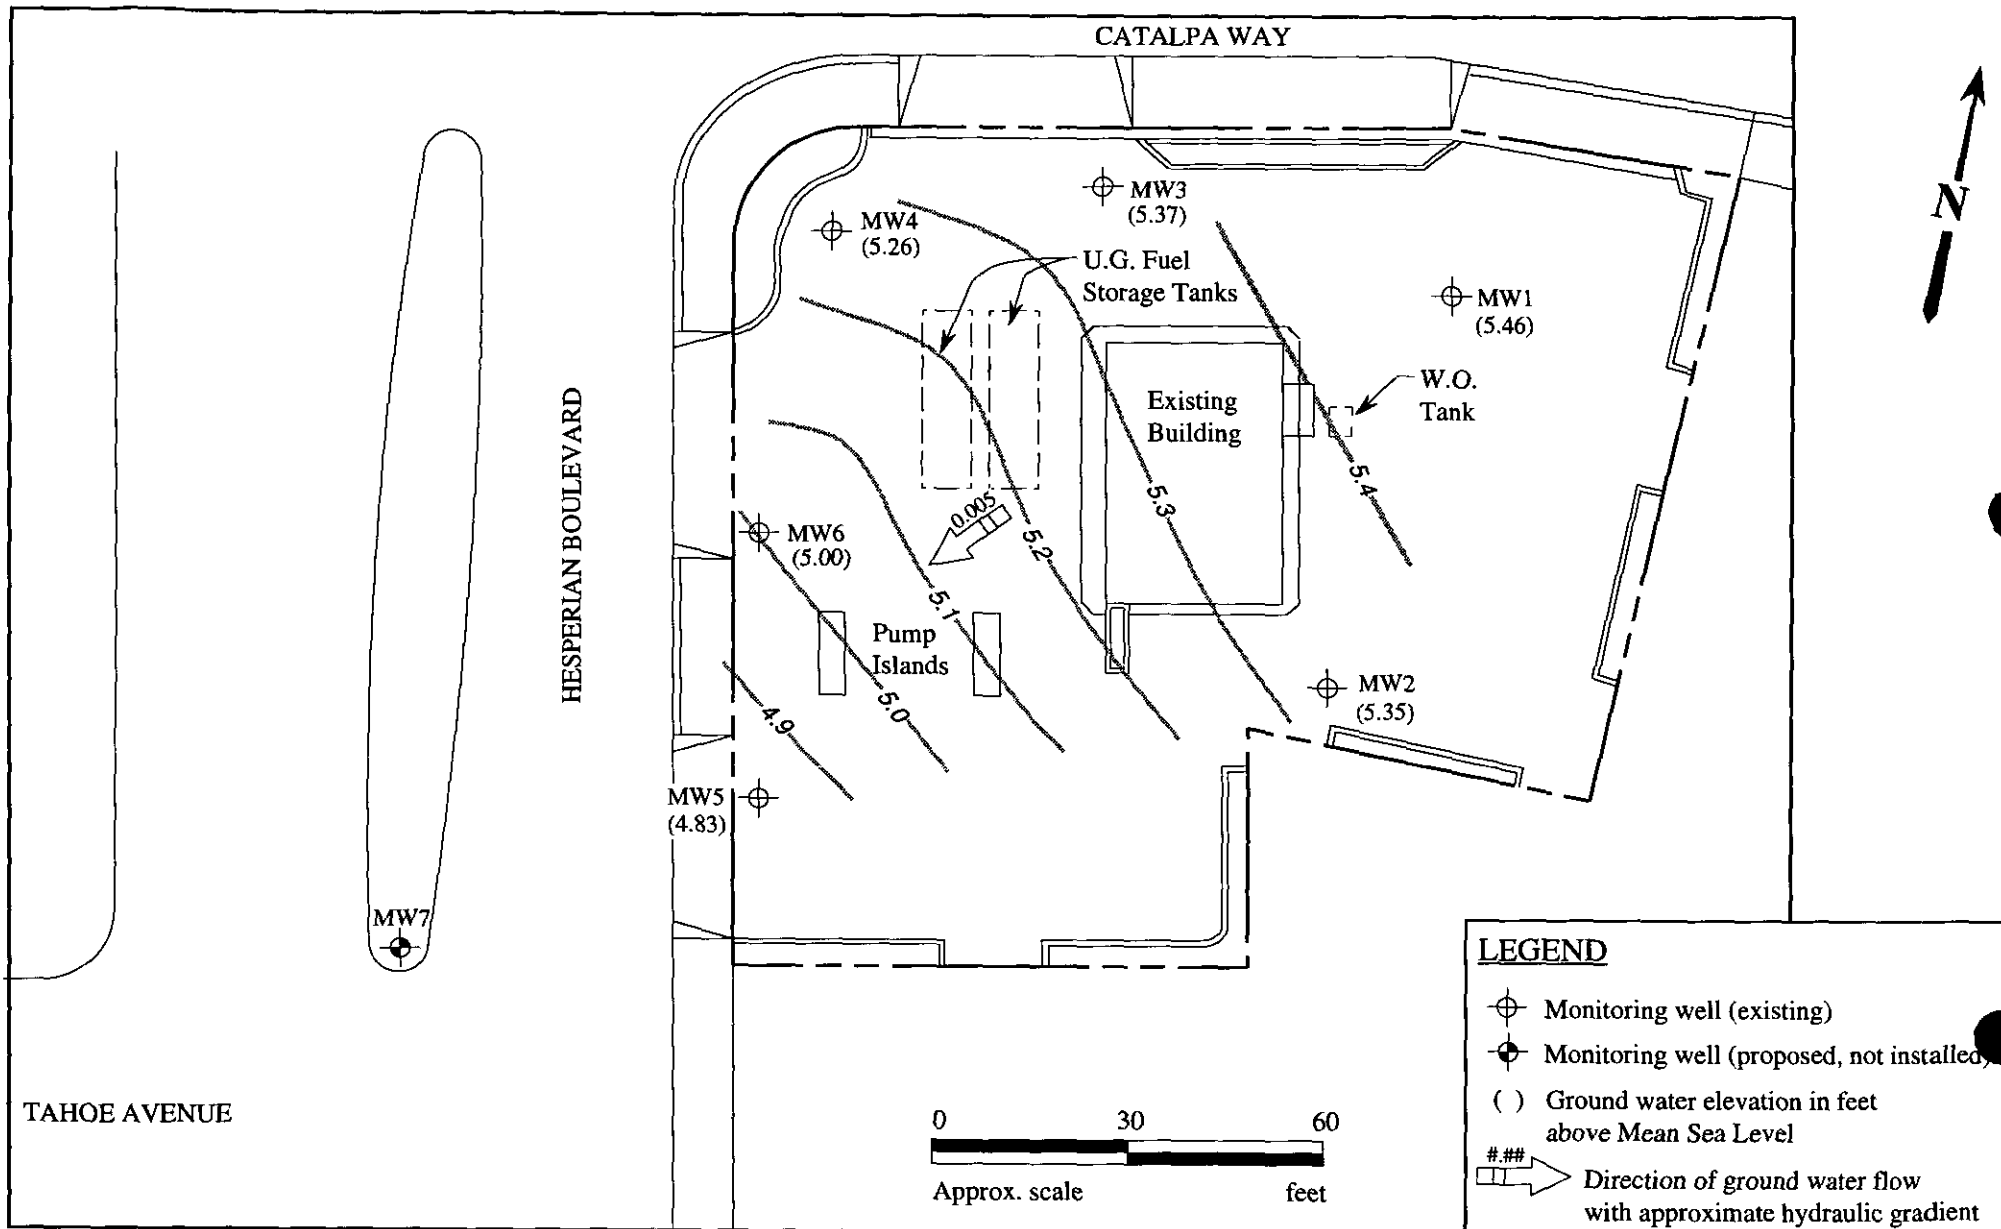 CATALPA WAY
MW3
(5.37)
MW4
(5.26)
N
U.G. Fuel
Storage Tanks
MW1
(5.46)
W.O.
Tank
Existing
Building
HESPERIAN BOULEVARD
5.4
5.3
0.005
5.2
MW6
(5.00)
5.1
Pump
Islands
5.0
4.9
MW2
(5.35)
MW5
(4.83)
MW7
TAHOE AVENUE
0 30 60
Approx. scale feet
LEGEND
Monitoring well (existing)
Monitoring well (proposed, not installed)
( ) Ground water elevation in feet
above Mean Sea Level
#.## Direction of ground water flow
with approximate hydraulic gradient